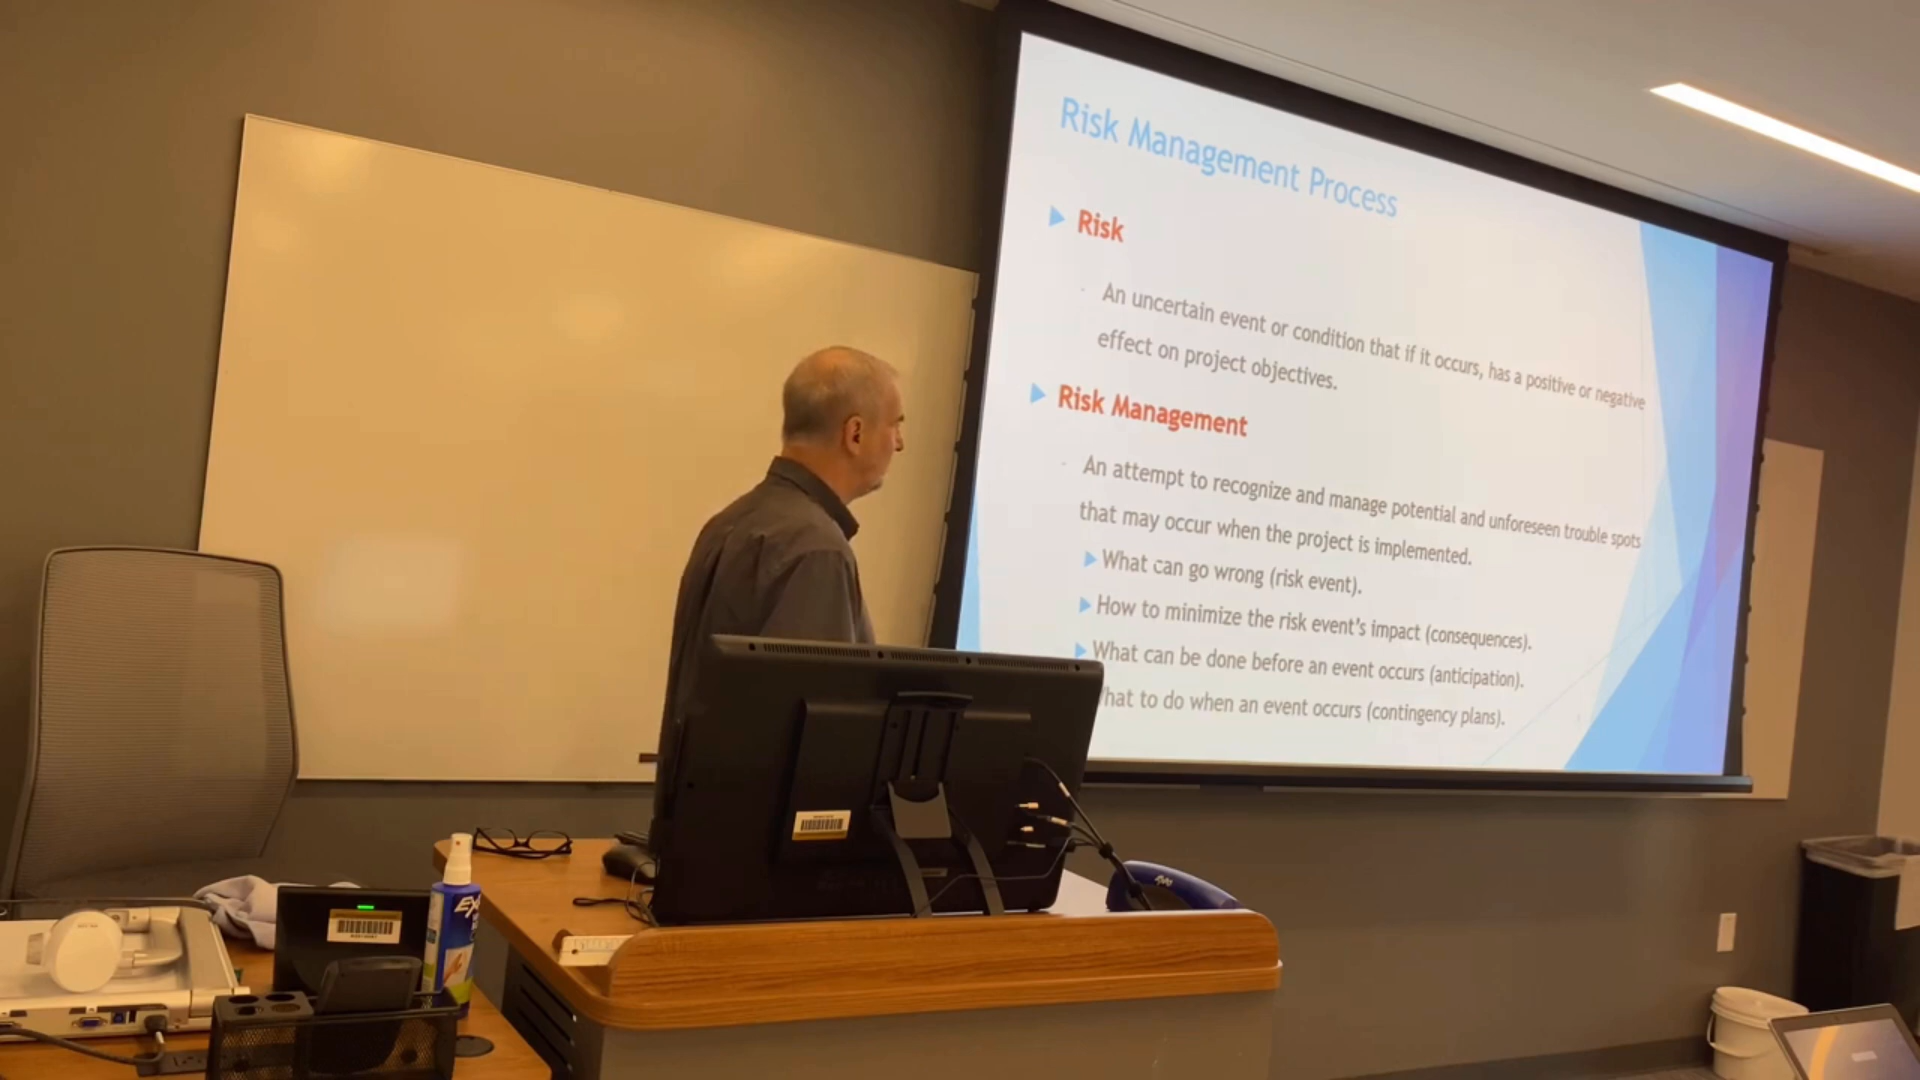 Risk Management Process
Risk
An uncertain event or condition that if it occurs, has a positive or negative
effect on project objectives.
Risk Management
An attempt to recognize and manage potential and unforeseen trouble spots
that may occur when the project is implemented.
What can go wrong (risk event).
How to minimize the risk event's impact (consequences).
What can be done before an event occurs (anticipation).
hat to do when an event occurs (contingency plans).